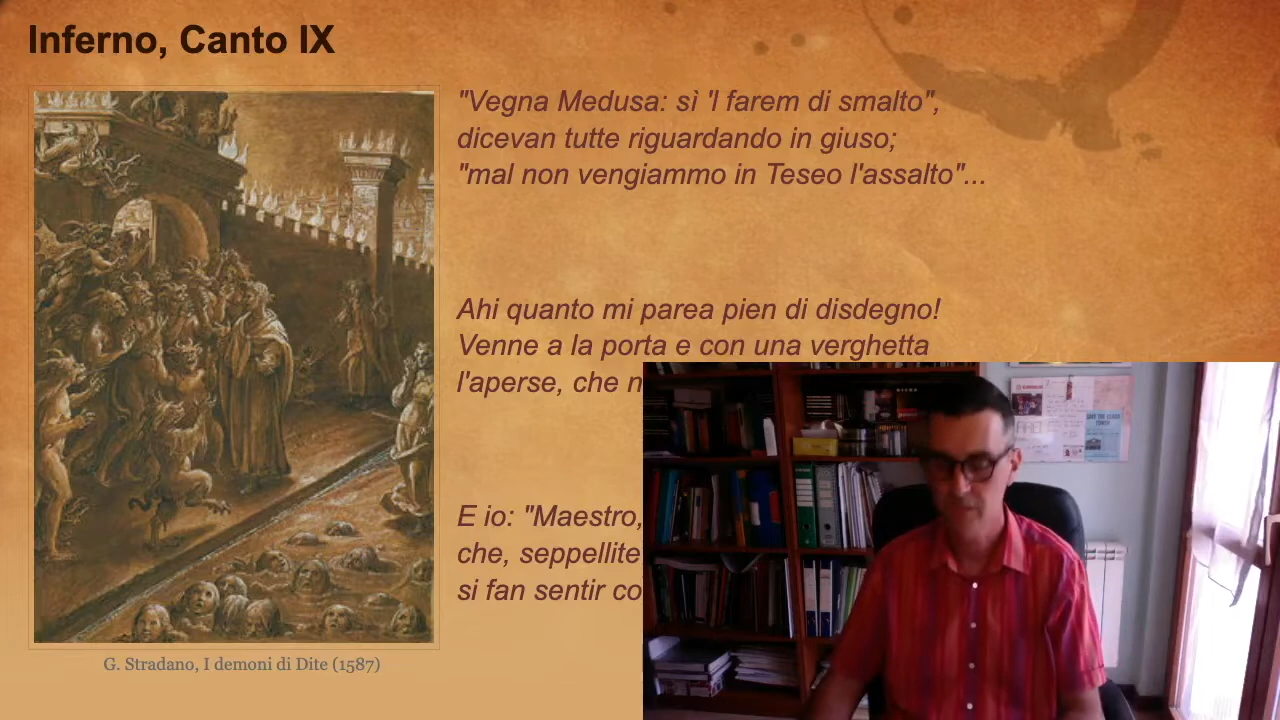 Inferno, Canto IX
"Vegna Medusa: sì 'l farem di smalto",
dicevan tutte riguardando in giuso;
"mal non vengiammo in Teseo l'assalto"...
Ahi quanto mi parea pien di disdegno!
Venne a la porta e con una verghetta
l'aperse, che
E io: "Maestro,
che, seppellite
si fan sentir
G. Stradano, I demoni di Dite (1587)